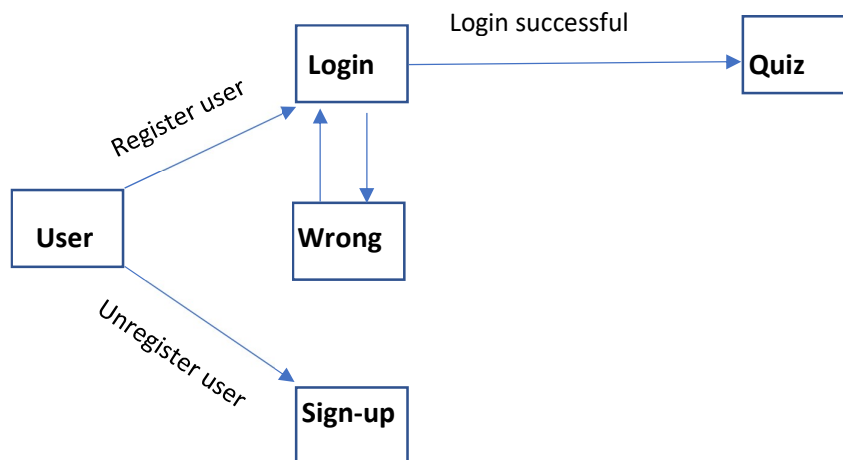 Login successful
Login
Quiz
Register user
User
Wrong
Unregister user
Sign-up